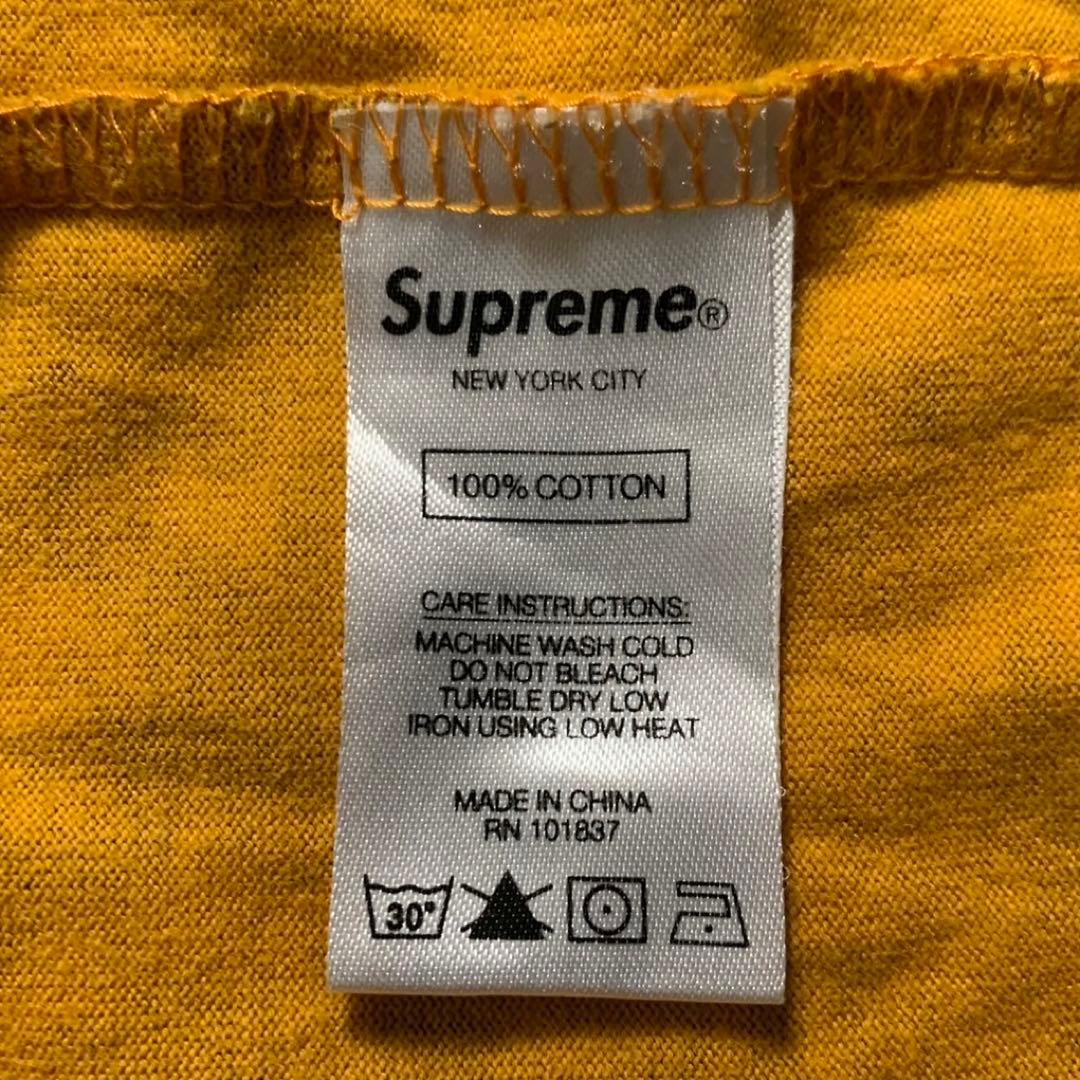 Supreme®
NEW YORK CITY
100% COTTON
CARE INSTRUCTIONS:
MACHINE WASH COLD
DO NOT BLEACH
TUMBLE DRY LOW
IRON USING LOW HEAT
MADE IN CHINA
RN 101837
30°